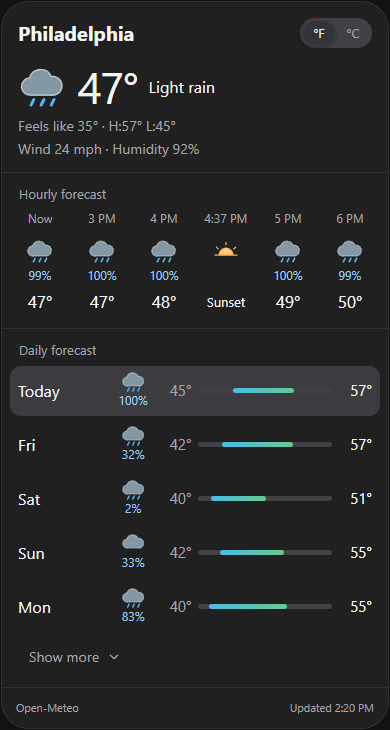 Philadelphia
°F °C
47° Light rain
Feels like 35° · H:57° L:45°
Wind 24 mph · Humidity 92%
Hourly forecast
Now 3 PM 4 PM 4:37 PM 5 PM 6 PM
99% 100% 100% 100% 99%
47° 47° 48° Sunset 49° 50°
Daily forecast
Today 100% 45° 57°
Fri 32% 42° 57°
Sat 2% 40° 51°
Sun 33% 42° 55°
Mon 83% 40° 55°
Show more
Open-Meteo Updated 2:20 PM